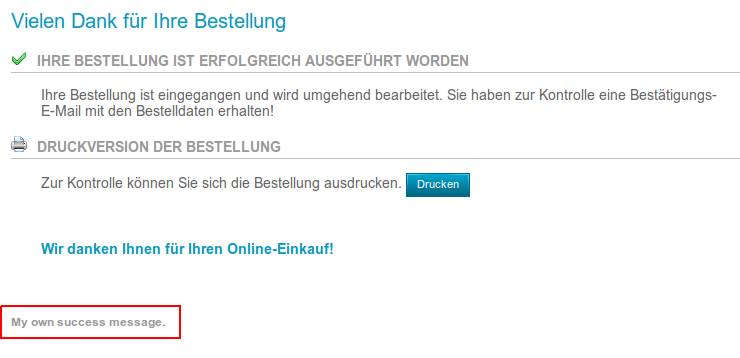 Vielen Dank für Ihre Bestellung
IHRE BESTELLUNG IST ERFOLGREICH AUSGEFÜHRT WORDEN
Ihre Bestellung ist eingegangen und wird umgehend bearbeitet. Sie haben zur Kontrolle eine Bestätigungs-
E-Mail mit den Bestelldaten erhalten!
DRUCKVERSION DER BESTELLUNG
Zur Kontrolle können Sie sich die Bestellung ausdrucken. Drucken
Wir danken Ihnen für Ihren Online-Einkauf!
My own success message.